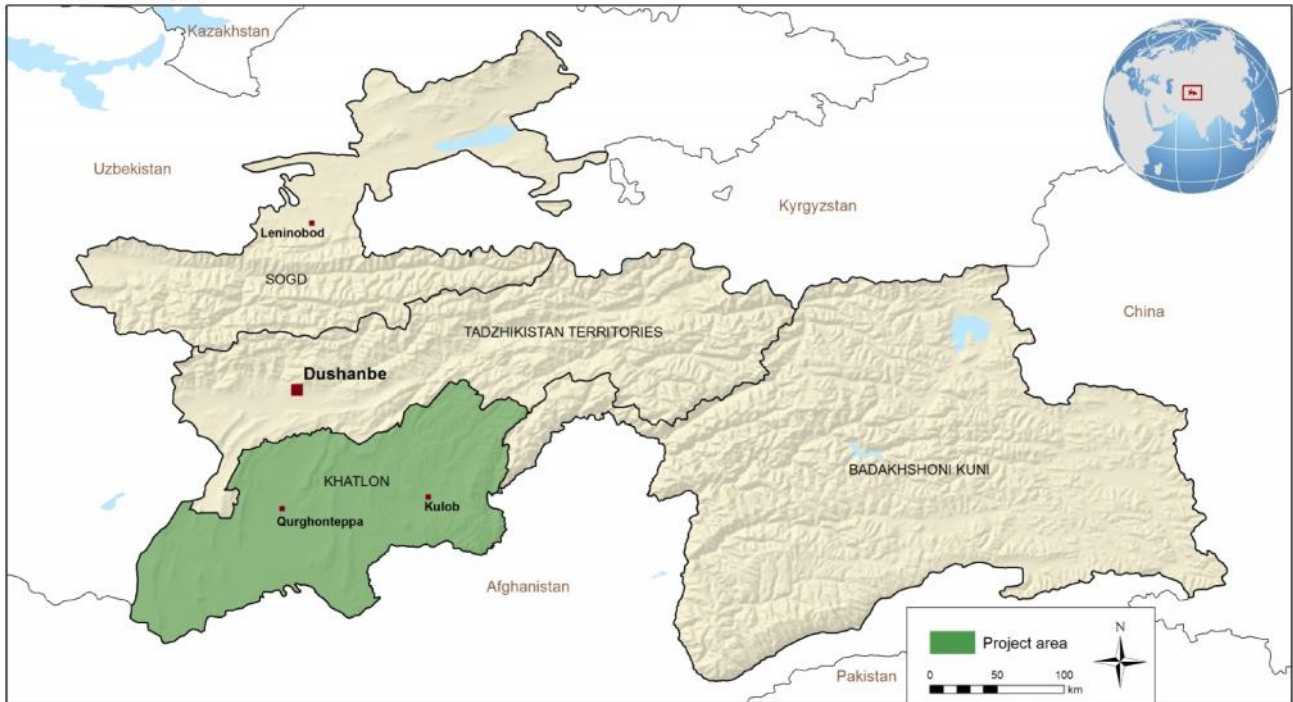 Kazakhstan
Uzbekistan
Kyrgyzstan
Leninobod
SOGD
China
TADZHIKISTAN TERRITORIES
Dushanbe
BADAKHSHONI KUNI
KHATLON
Kulob
Qurghonteppa
Afghanistan
N
Project area
0 50 100
km
Pakistan